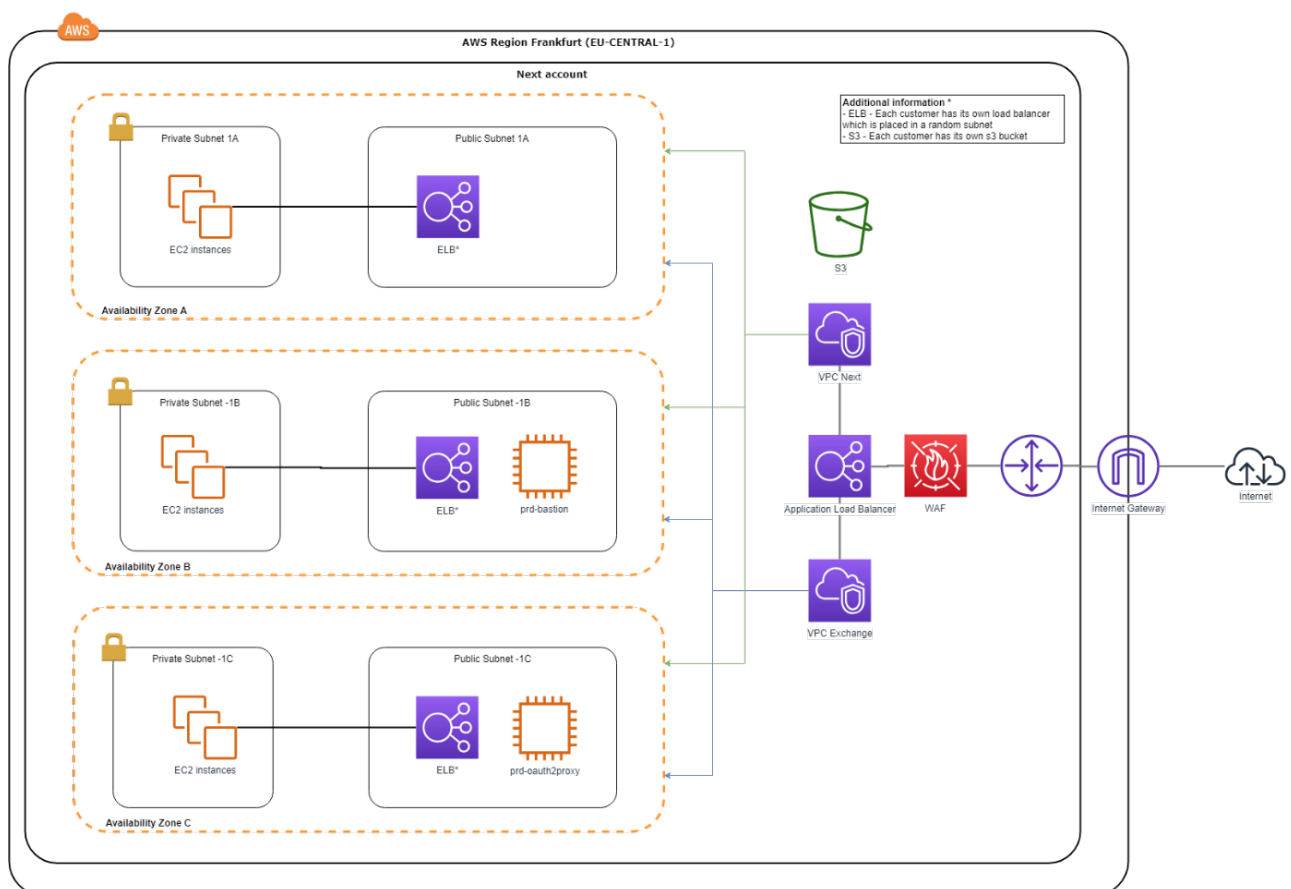 AWS
AWS Region Frankfurt (EU-CENTRAL-1)
Next account
Additional information *
- ELB - Each customer has its own load balancer
which is placed in a random subnet
- S3 - Each customer has its own s3 bucket
Private Subnet 1A
Public Subnet 1A
EC2 instances
ELB*
Availability Zone A
S3
VPC Next
Private Subnet -1B
Public Subnet -1B
EC2 instances
ELB*
prd-bastion
Availability Zone B
Application Load Balancer
WAF
Internet Gateway
Internet
VPC Exchange
Private Subnet -1C
Public Subnet -1C
EC2 instances
ELB*
prd-oauth2proxy
Availability Zone C